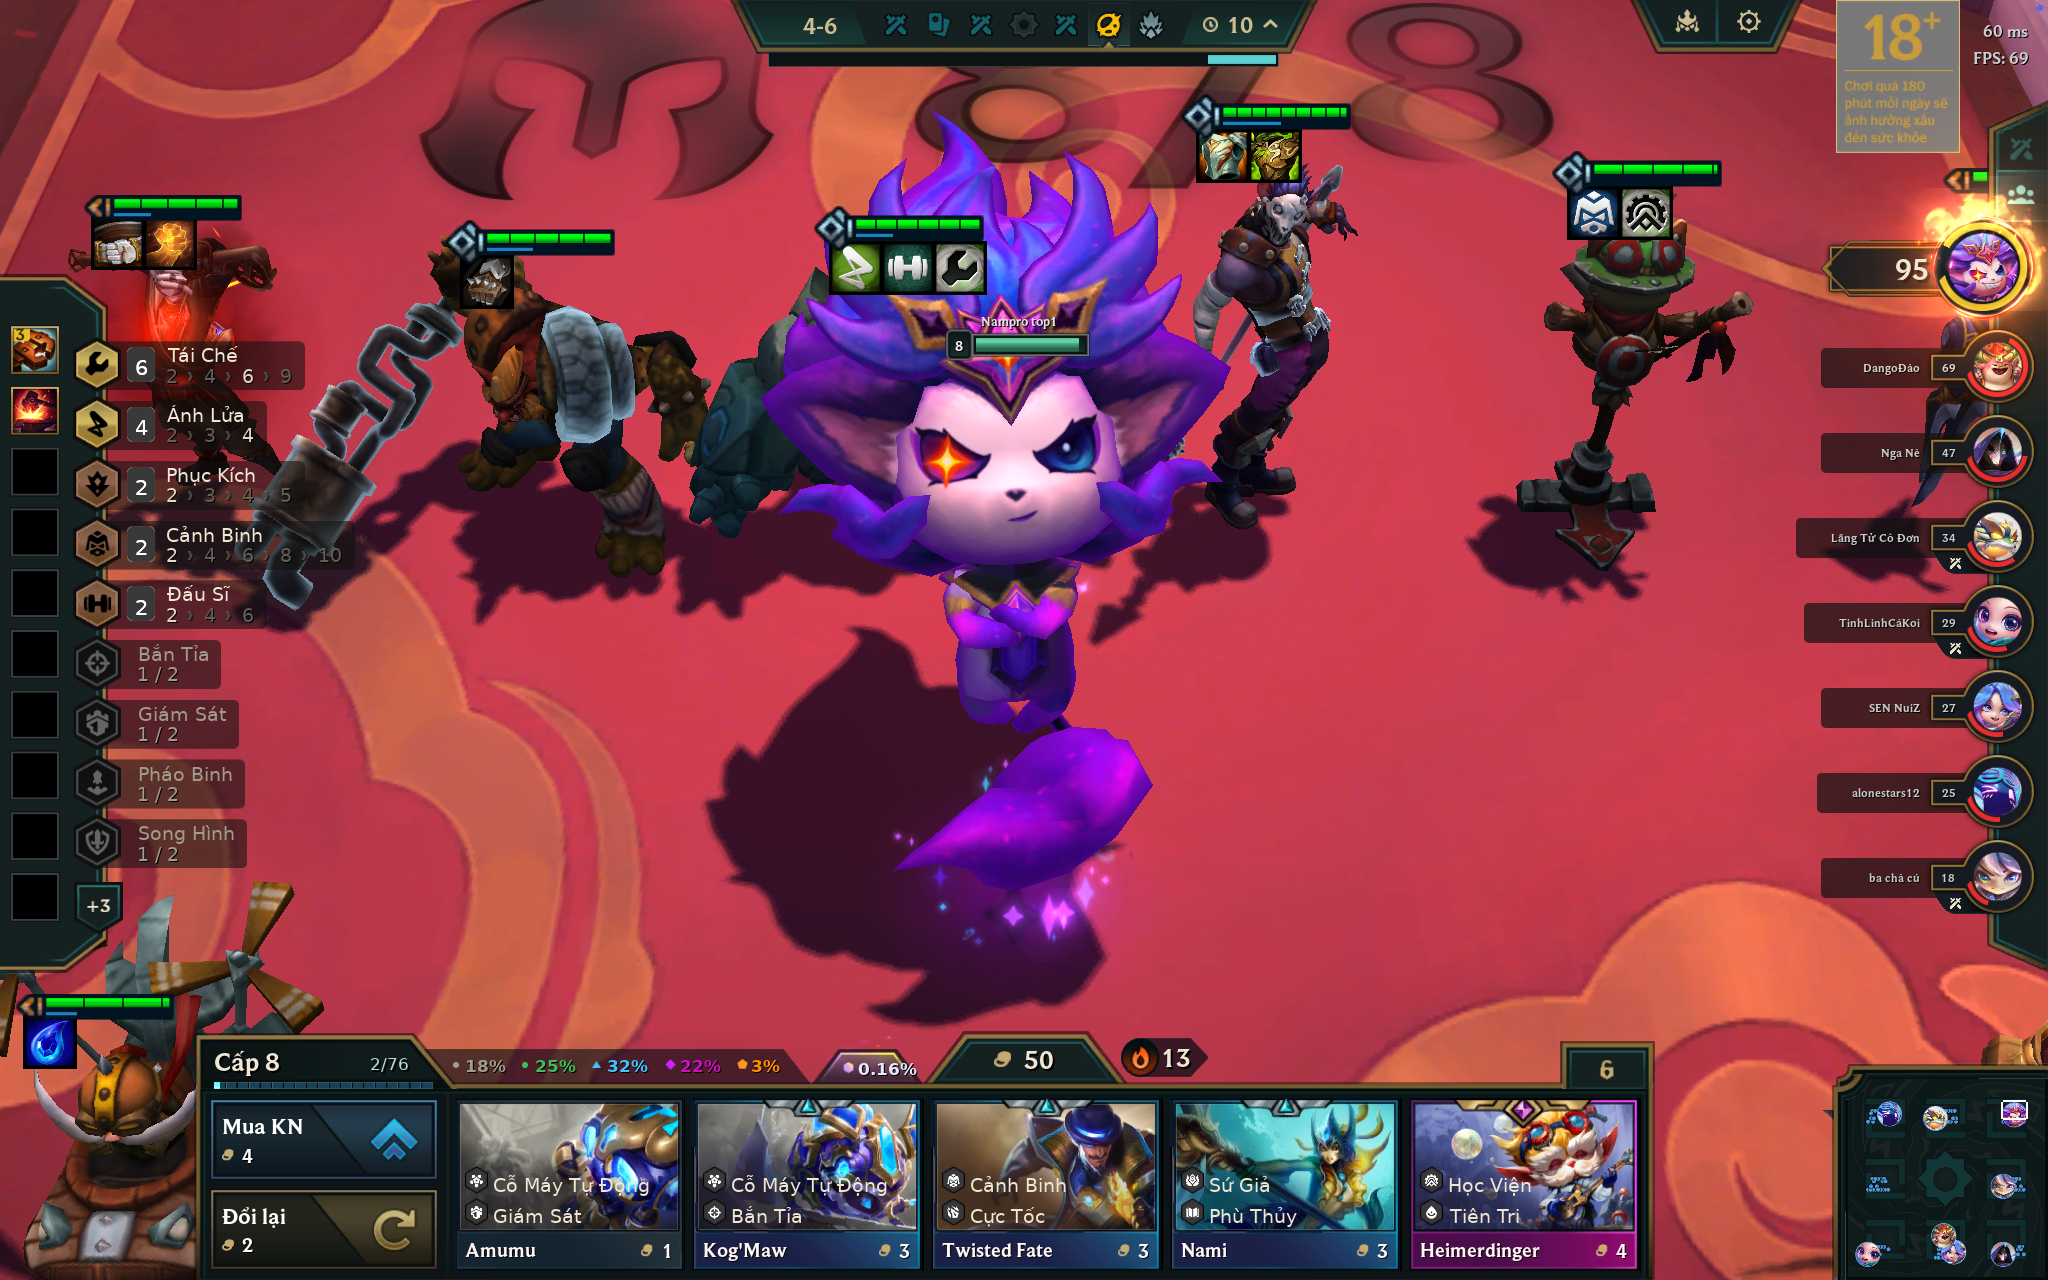 4-6
10
18+
Chơi quá 180
phút mỗi ngày sẽ
ảnh hưởng xấu
đến sức khỏe
60 ms
FPS: 69
878
Nampro top1
8
3
6 Tái Chế
2 › 4 › 6 › 9
4 Ánh Lửa
2 › 3 › 4
2 Phục Kích
2 › 3 › 4 › 5
2 Cảnh Binh
2 › 4 › 6 › 8 › 10
2 Đấu Sĩ
2 › 4 › 6
Bắn Tỉa
1 / 2
Giám Sát
1 / 2
Pháo Binh
1 / 2
Song Hình
1 / 2
+3
95
DangoĐào 69
Nga Nè 47
Lãng Tử Cô Đơn 34
TinhLinhCáKoi 29
SEN NuiZ 27
alonestars12 25
ba chả cú 18
Cấp 8 2/76
18% 25% 32% 22% 3%
0.16%
50
13
6
Mua KN
4
Đổi lại
2
Cỗ Máy Tự Động
Giám Sát
Amumu 1
Cỗ Máy Tự Động
Bắn Tỉa
Kog'Maw 3
Cảnh Binh
Cực Tốc
Twisted Fate 3
Sứ Giả
Phù Thủy
Nami 3
Học Viện
Tiên Tri
Heimerdinger 4